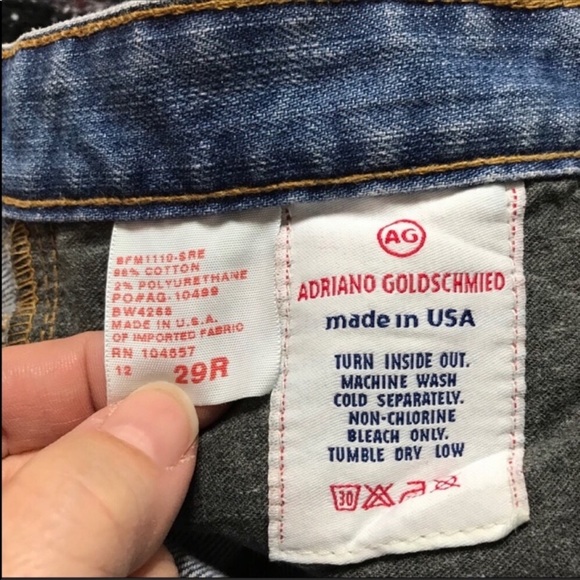 BFM1110-SRE
98% COTTON
2% POLYURETHANE
PO#AG-10499
BW4288
MADE IN U.S.A.
OF IMPORTED FABRIC
RN 104657
12 29R
AG
ADRIANO GOLDSCHMIED
made in USA
TURN INSIDE OUT.
MACHINE WASH
COLD SEPARATELY.
NON-CHLORINE
BLEACH ONLY.
TUMBLE DRY LOW
30